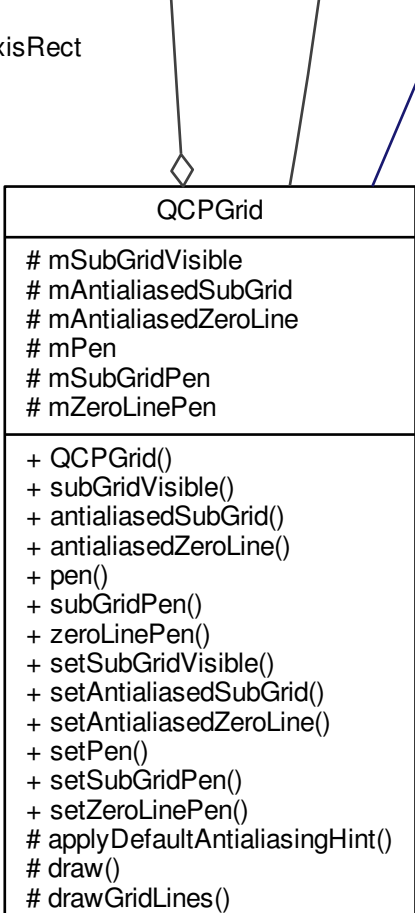 xisRect
QCPGrid
# mSubGridVisible
# mAntialiasedSubGrid
# mAntialiasedZeroLine
# mPen
# mSubGridPen
# mZeroLinePen
+ QCPGrid()
+ subGridVisible()
+ antialiasedSubGrid()
+ antialiasedZeroLine()
+ pen()
+ subGridPen()
+ zeroLinePen()
+ setSubGridVisible()
+ setAntialiasedSubGrid()
+ setAntialiasedZeroLine()
+ setPen()
+ setSubGridPen()
+ setZeroLinePen()
# applyDefaultAntialiasingHint()
# draw()
# drawGridLines()